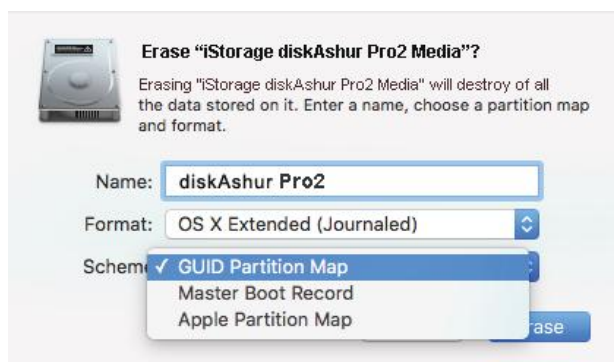 Erase “iStorage diskAshur Pro2 Media”?
Erasing "iStorage diskAshur Pro2 Media" will destroy of all
the data stored on it. Enter a name, choose a partition map
and format.
Name: diskAshur Pro2
Format: OS X Extended (Journaled)
Scheme ✓ GUID Partition Map
Master Boot Record
Apple Partition Map
rase